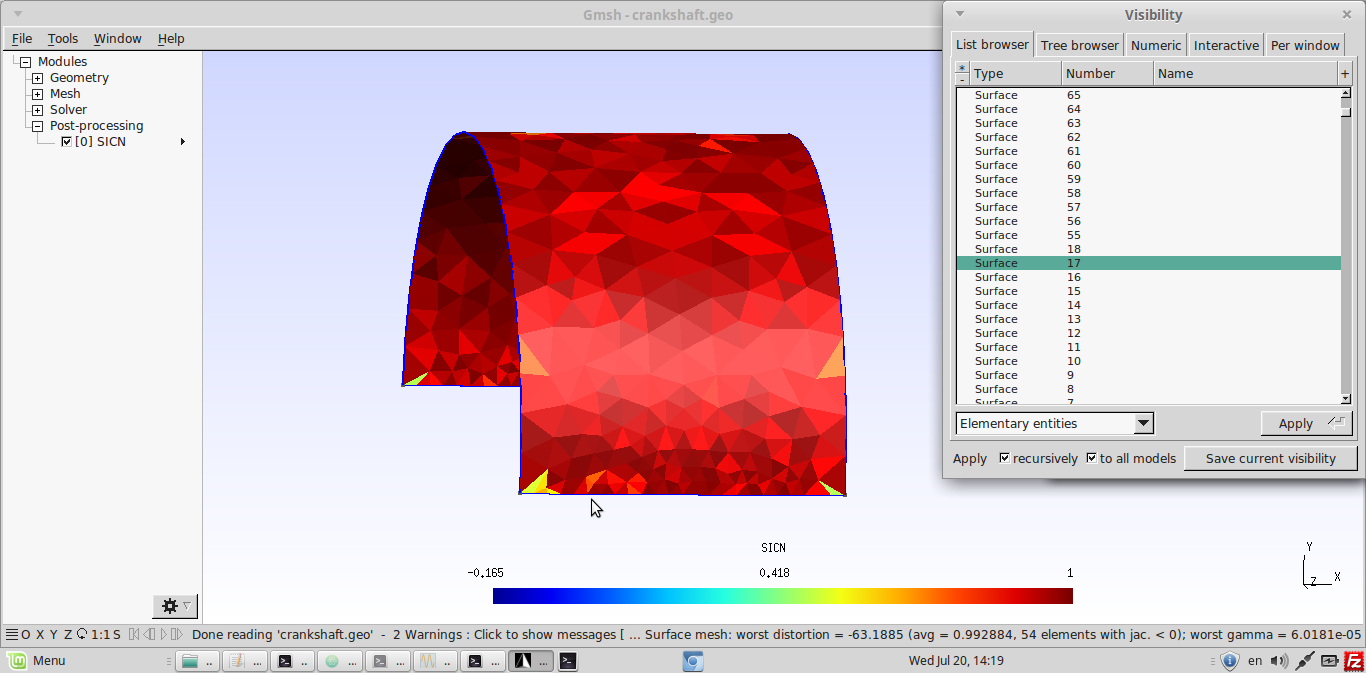 Gmsh - crankshaft.geo
File Tools Window Help
Modules
Geometry
Mesh
Solver
Post-processing
[0] SICN
SICN
-0.165 0.418 1
Y
Z X
O X Y Z 1:1 S Done reading 'crankshaft.geo' - 2 Warnings : Click to show messages [ ... Surface mesh: worst distortion = -63.1885 (avg = 0.992884, 54 elements with jac. < 0); worst gamma = 6.0181e-05
Visibility
List browser Tree browser Numeric Interactive Per window
* - Type Number Name +
Surface 65
Surface 64
Surface 63
Surface 62
Surface 61
Surface 60
Surface 59
Surface 58
Surface 57
Surface 56
Surface 55
Surface 18
Surface 17
Surface 16
Surface 15
Surface 14
Surface 13
Surface 12
Surface 11
Surface 10
Surface 9
Surface 8
Surface 7
Elementary entities Apply
Apply recursively to all models Save current visibility
Menu .. ... ... ... ... .. ... ... Wed Jul 20, 14:19 en